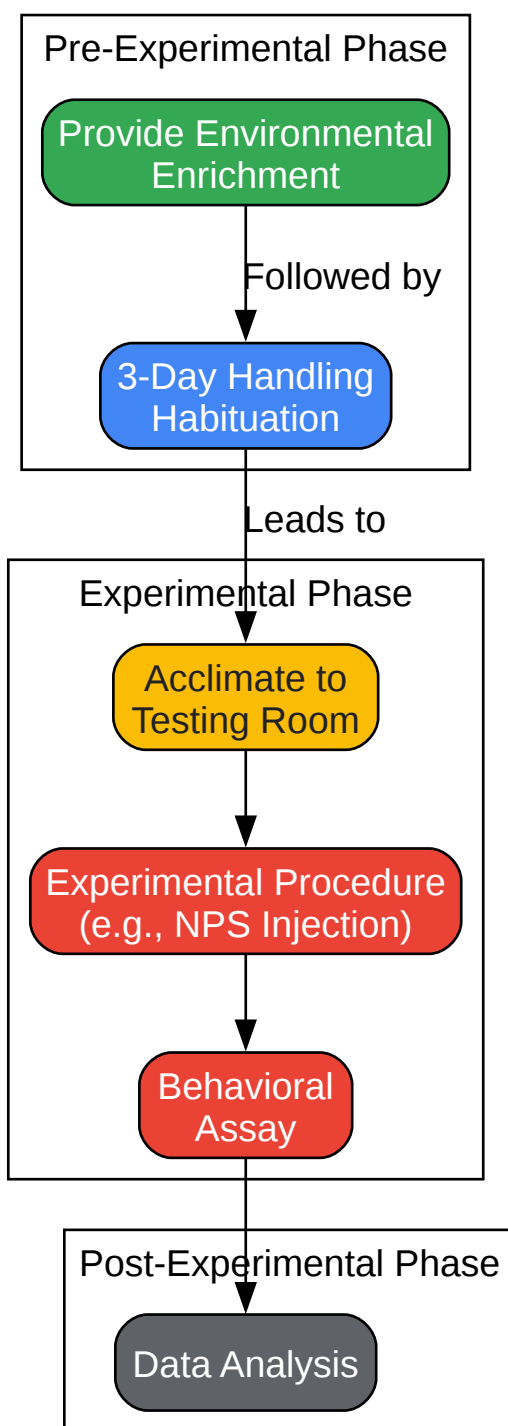 Pre-Experimental Phase
Provide Environmental
Enrichment
Followed by
3-Day Handling
Habituation
Leads to
Experimental Phase
Acclimate to
Testing Room
Experimental Procedure
(e.g., NPS Injection)
Behavioral
Assay
Post-Experimental Phase
Data Analysis